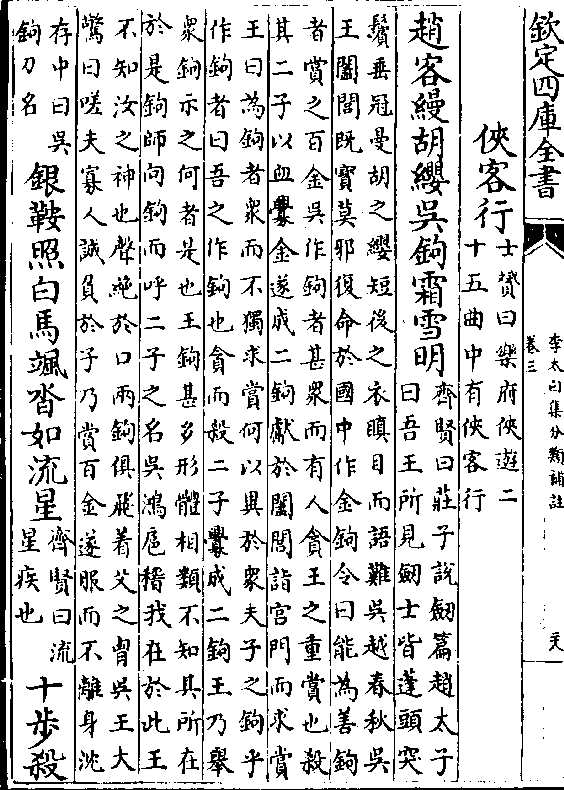 欽定四庫全書
李太白集分類補註
卷三
俠客行
士贇曰樂府俠遊二
十五曲中有俠客行
趙客縵胡纓吳鉤霜雪明
齊賢曰莊子說劒篇趙太子
曰吾王所見劒士皆蓬頭突
鬢垂冠曼胡之纓短後之衣瞋目而語難吳越春秋吳
王闔閭既寶莫邪復命於國中作金鉤令曰能為善鉤
者賞之百金吳作鉤者甚衆而有人貪王之重賞也殺
其二子以血釁金遂成二鉤獻於闔閭詣宮門而求賞
王曰為鉤者衆而不獨求賞何以異於衆夫子之鉤乎
作鉤者曰吾之作鉤也貪而殺二子釁成二鉤王乃舉
衆鉤示之何者是也王鉤甚多形體相類不知其所在
於是鉤師向鉤而呼二子之名吳鴻扈稽我在於此王
不知汝之神也聲絶於口兩鉤俱飛着父之胷吳王大
驚曰嗟夫寡人誠負於子乃賞百金遂服而不離身沈
存中曰吳
鉤刀名
銀鞍照白馬颯沓如流星
齊賢曰流
星疾也
十步殺